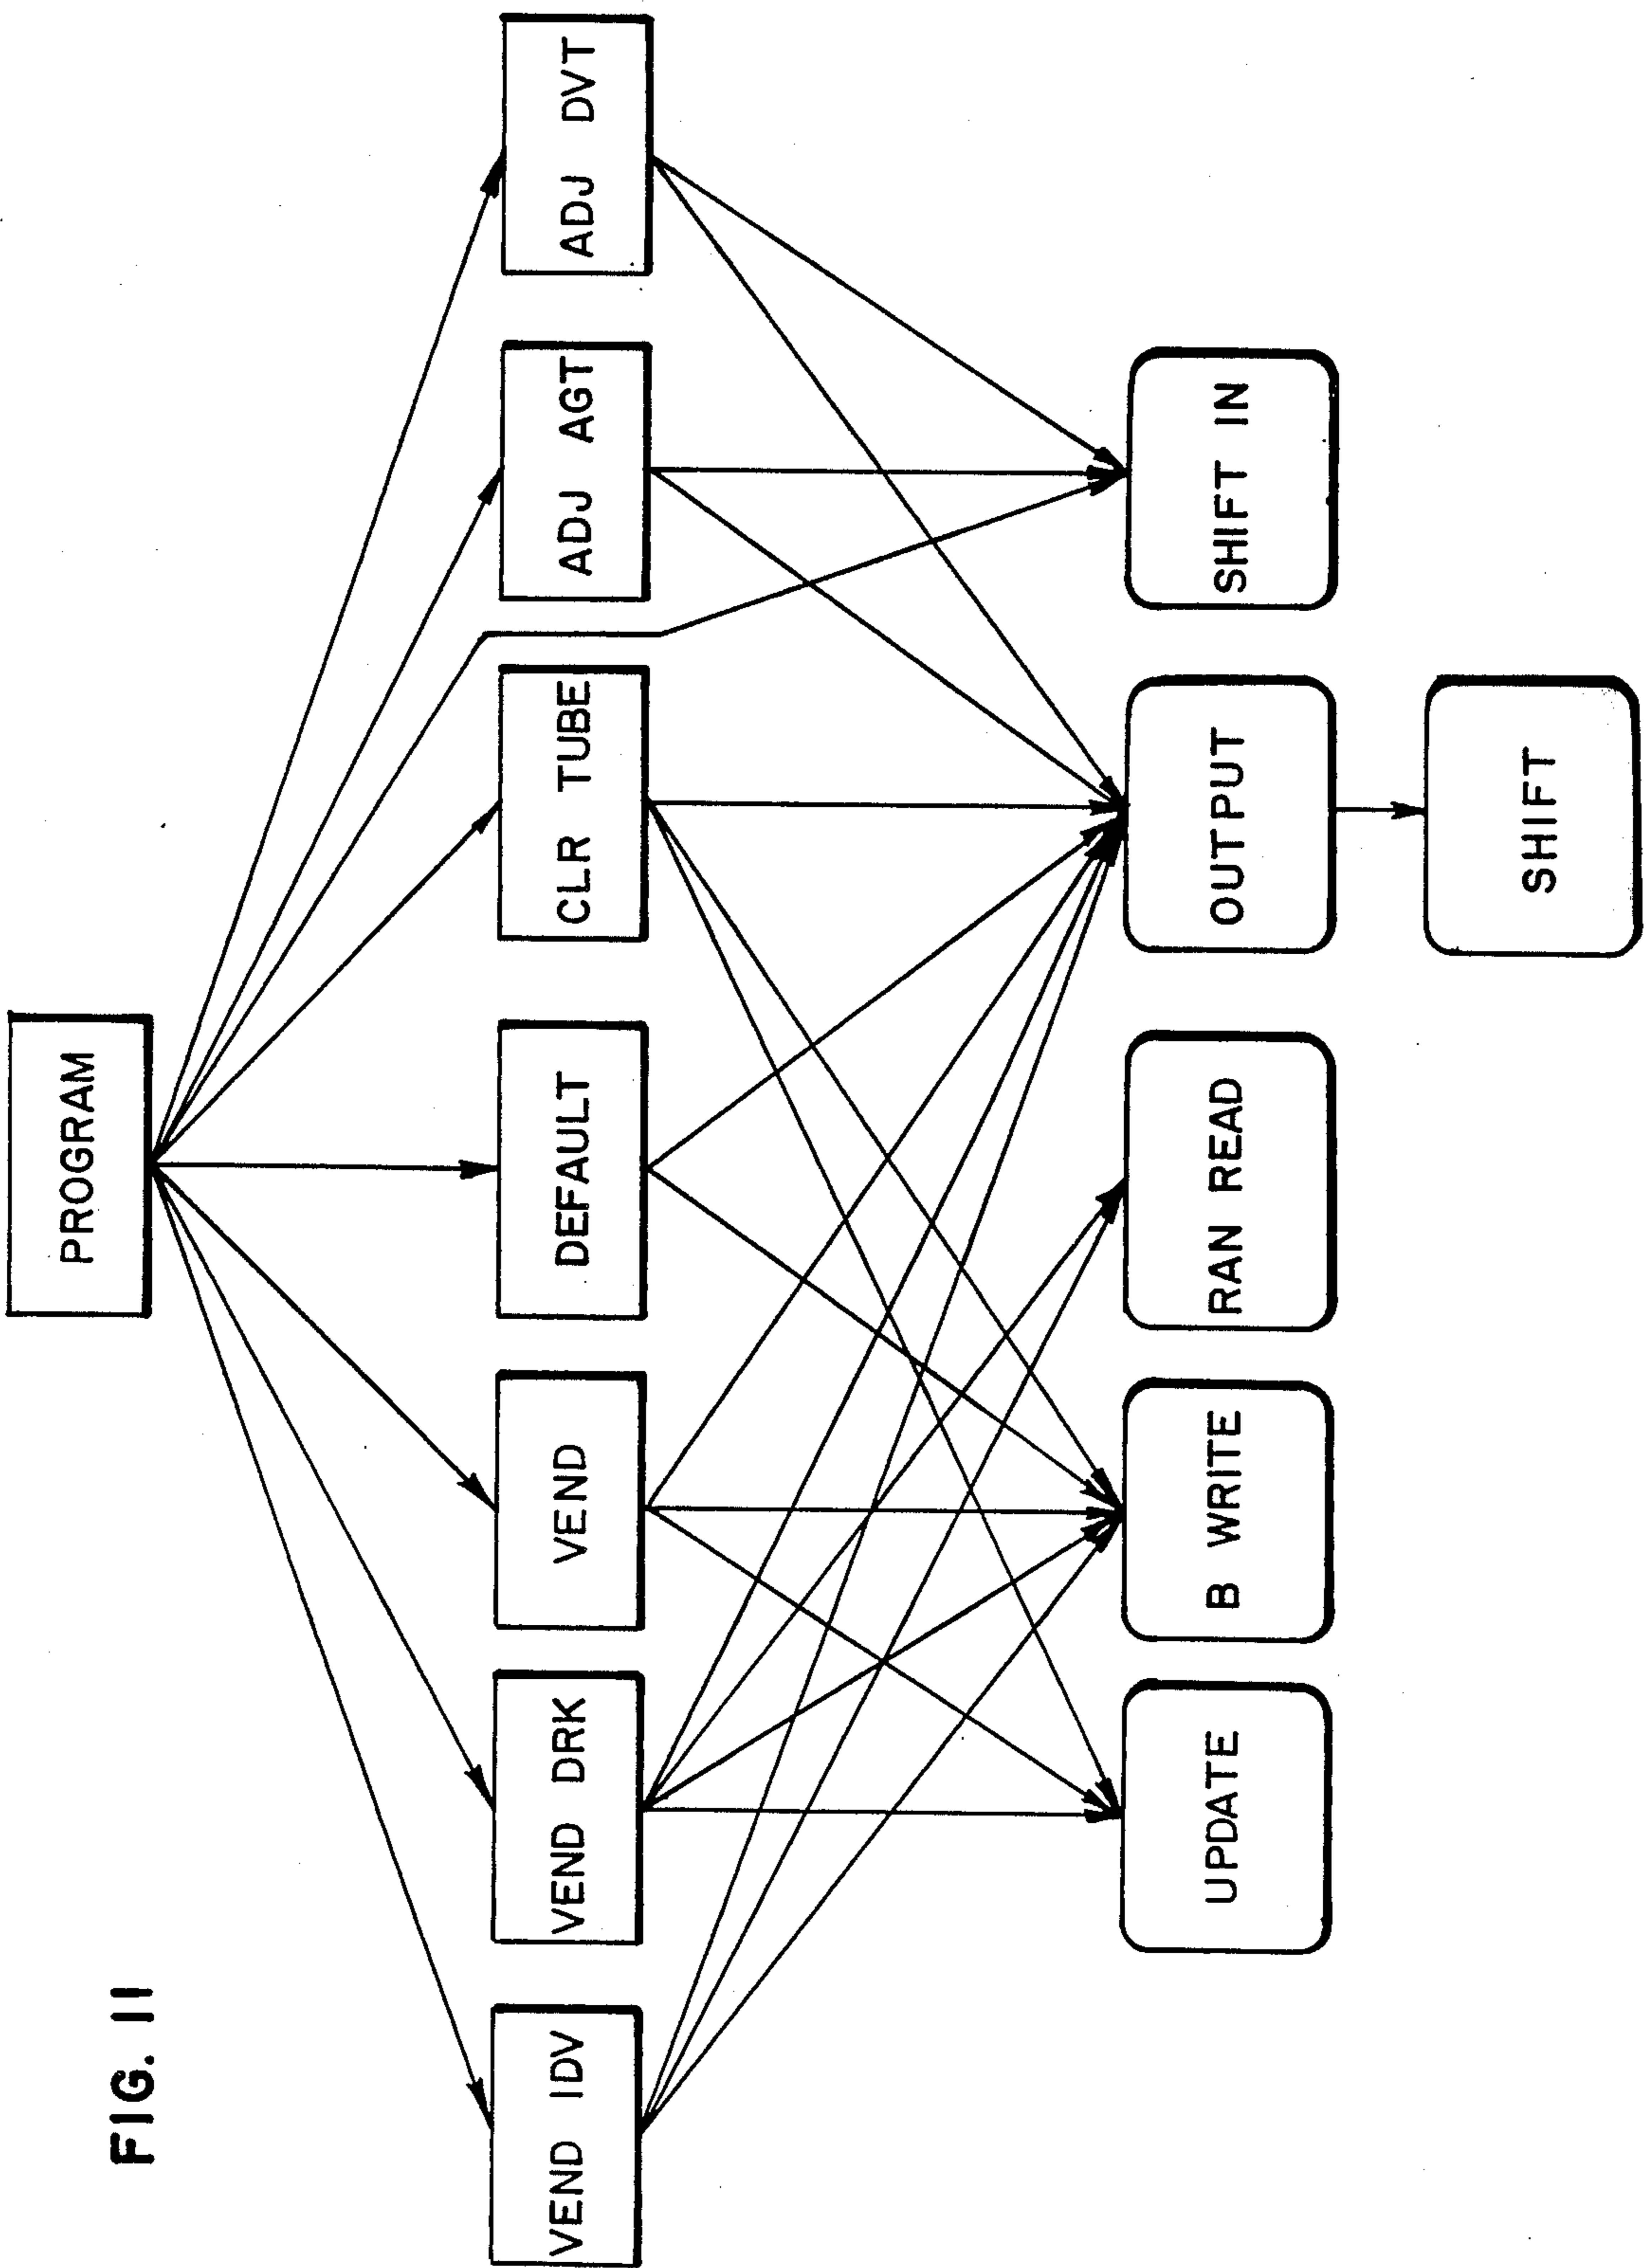 FIG. 11
PROGRAM
VEND IDV
VEND DRK
VEND
DEFAULT
CLR TUBE
ADJ AGT
ADJ DVT
UPDATE
B WRITE
RAN READ
OUTPUT
SHIFT IN
SHIFT